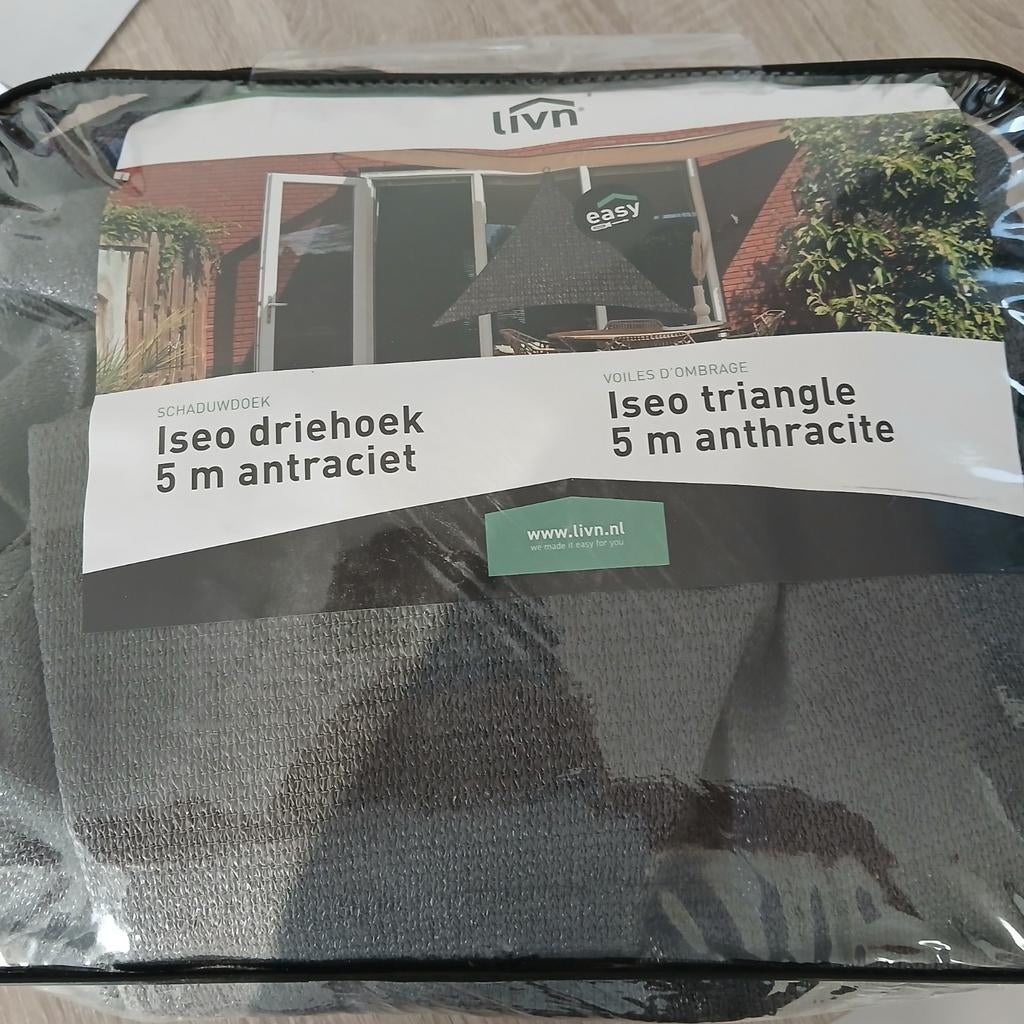 livn
easy
SCHADUWDOEK
Iseo driehoek
5 m antraciet
VOILES D'OMBRAGE
Iseo triangle
5 m anthracite
www.livn.nl
we made it easy for you